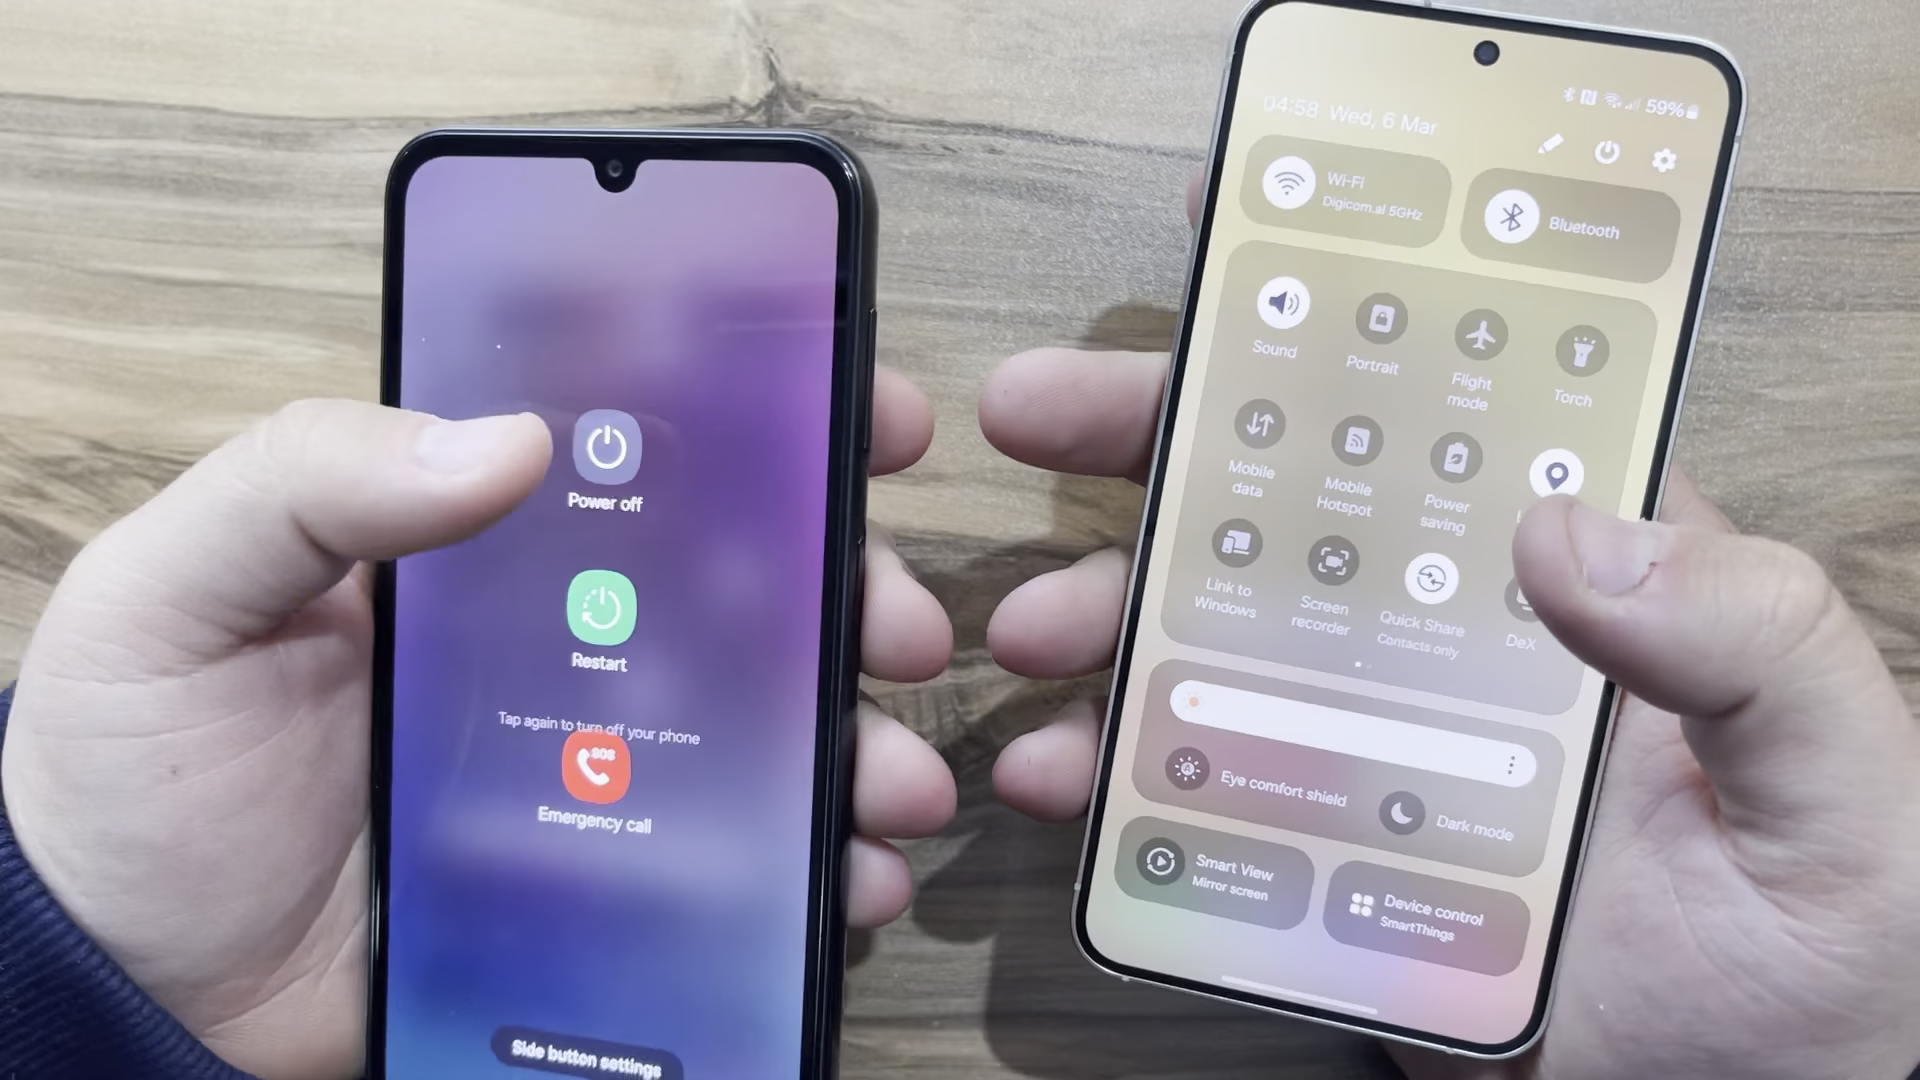 Power off
Restart
Tap again to turn off your phone
SOS
Emergency call
Side button settings
04:58 Wed, 6 Mar
59%
Wi-Fi
Digicom.al 5GHz
Bluetooth
Sound
Portrait
Flight
mode
Torch
Mobile
data
Mobile
Hotspot
Power
saving
Link to
Windows
Screen
recorder
Quick Share
Contacts only
DeX
Eye comfort shield
Dark mode
Smart View
Mirror screen
Device control
SmartThings